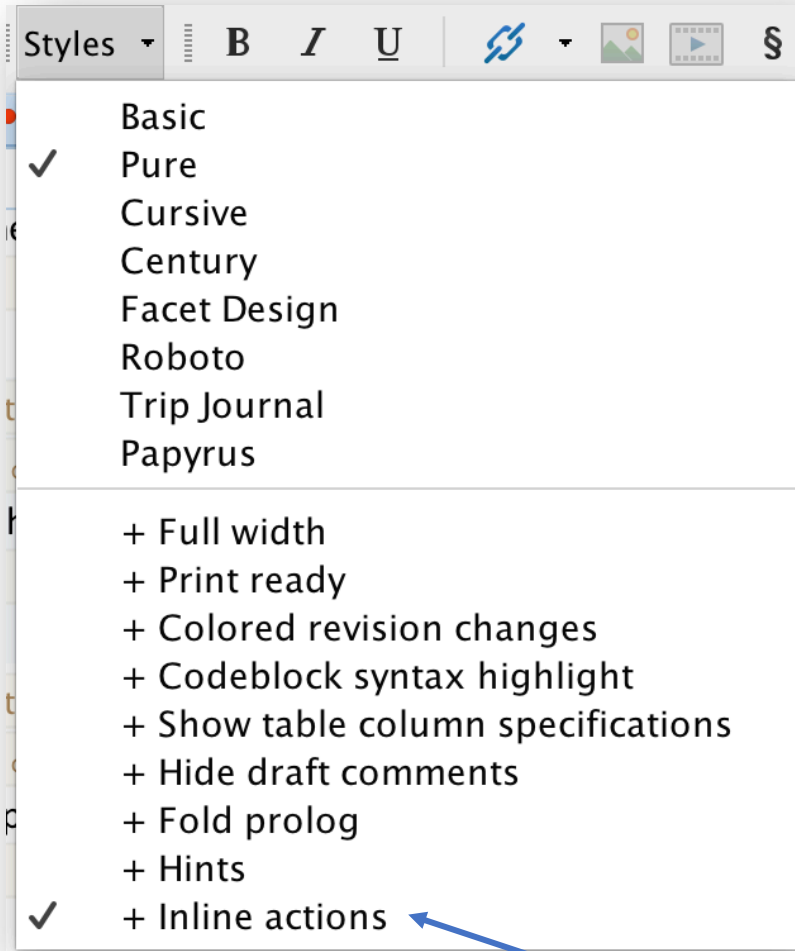 Styles B I U §
Basic
Pure
Cursive
Century
Facet Design
Roboto
Trip Journal
Papyrus
+ Full width
+ Print ready
+ Colored revision changes
+ Codeblock syntax highlight
+ Show table column specifications
+ Hide draft comments
+ Fold prolog
+ Hints
+ Inline actions